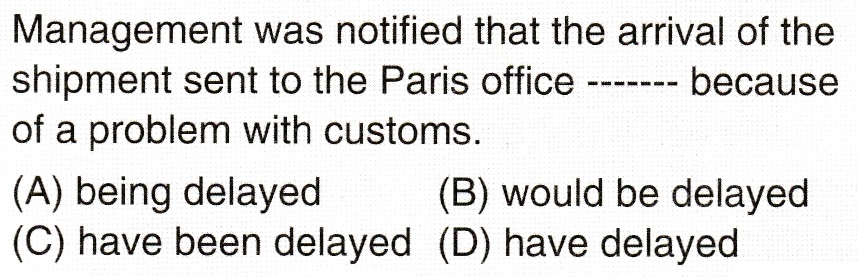 Management was notified that the arrival of the
shipment sent to the Paris office ------- because
of a problem with customs.
(A) being delayed (B) would be delayed
(C) have been delayed (D) have delayed